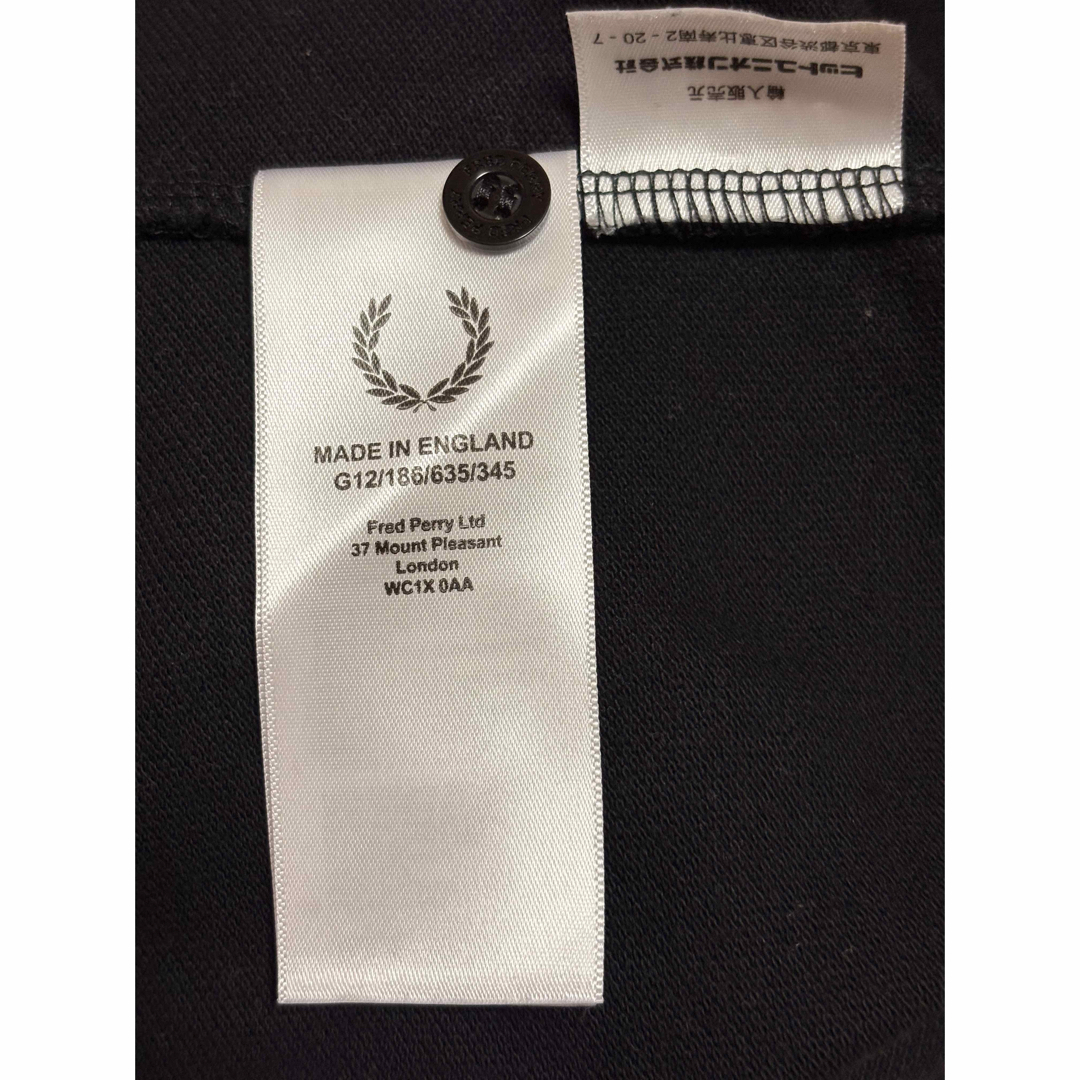 輸入販売元
ヒットユニオン株式会社
東京都渋谷区恵比寿南2-20-7
MADE IN ENGLAND
G12/186/635/345
Fred Perry Ltd
37 Mount Pleasant
London
WC1X 0AA